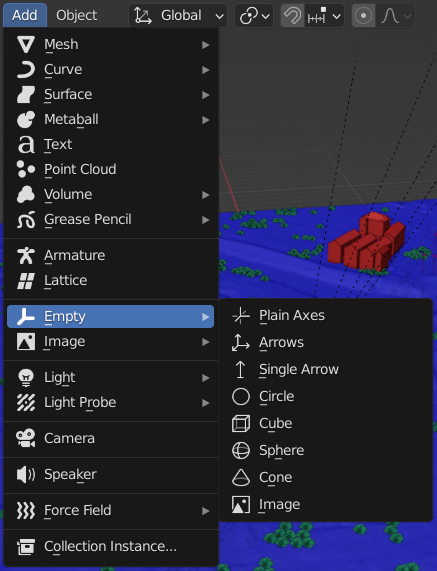 Add Object Global
Mesh
Curve
Surface
Metaball
Text
Point Cloud
Volume
Grease Pencil
Armature
Lattice
Empty
Image
Light
Light Probe
Camera
Speaker
Force Field
Collection Instance...
Plain Axes
Arrows
Single Arrow
Circle
Cube
Sphere
Cone
Image